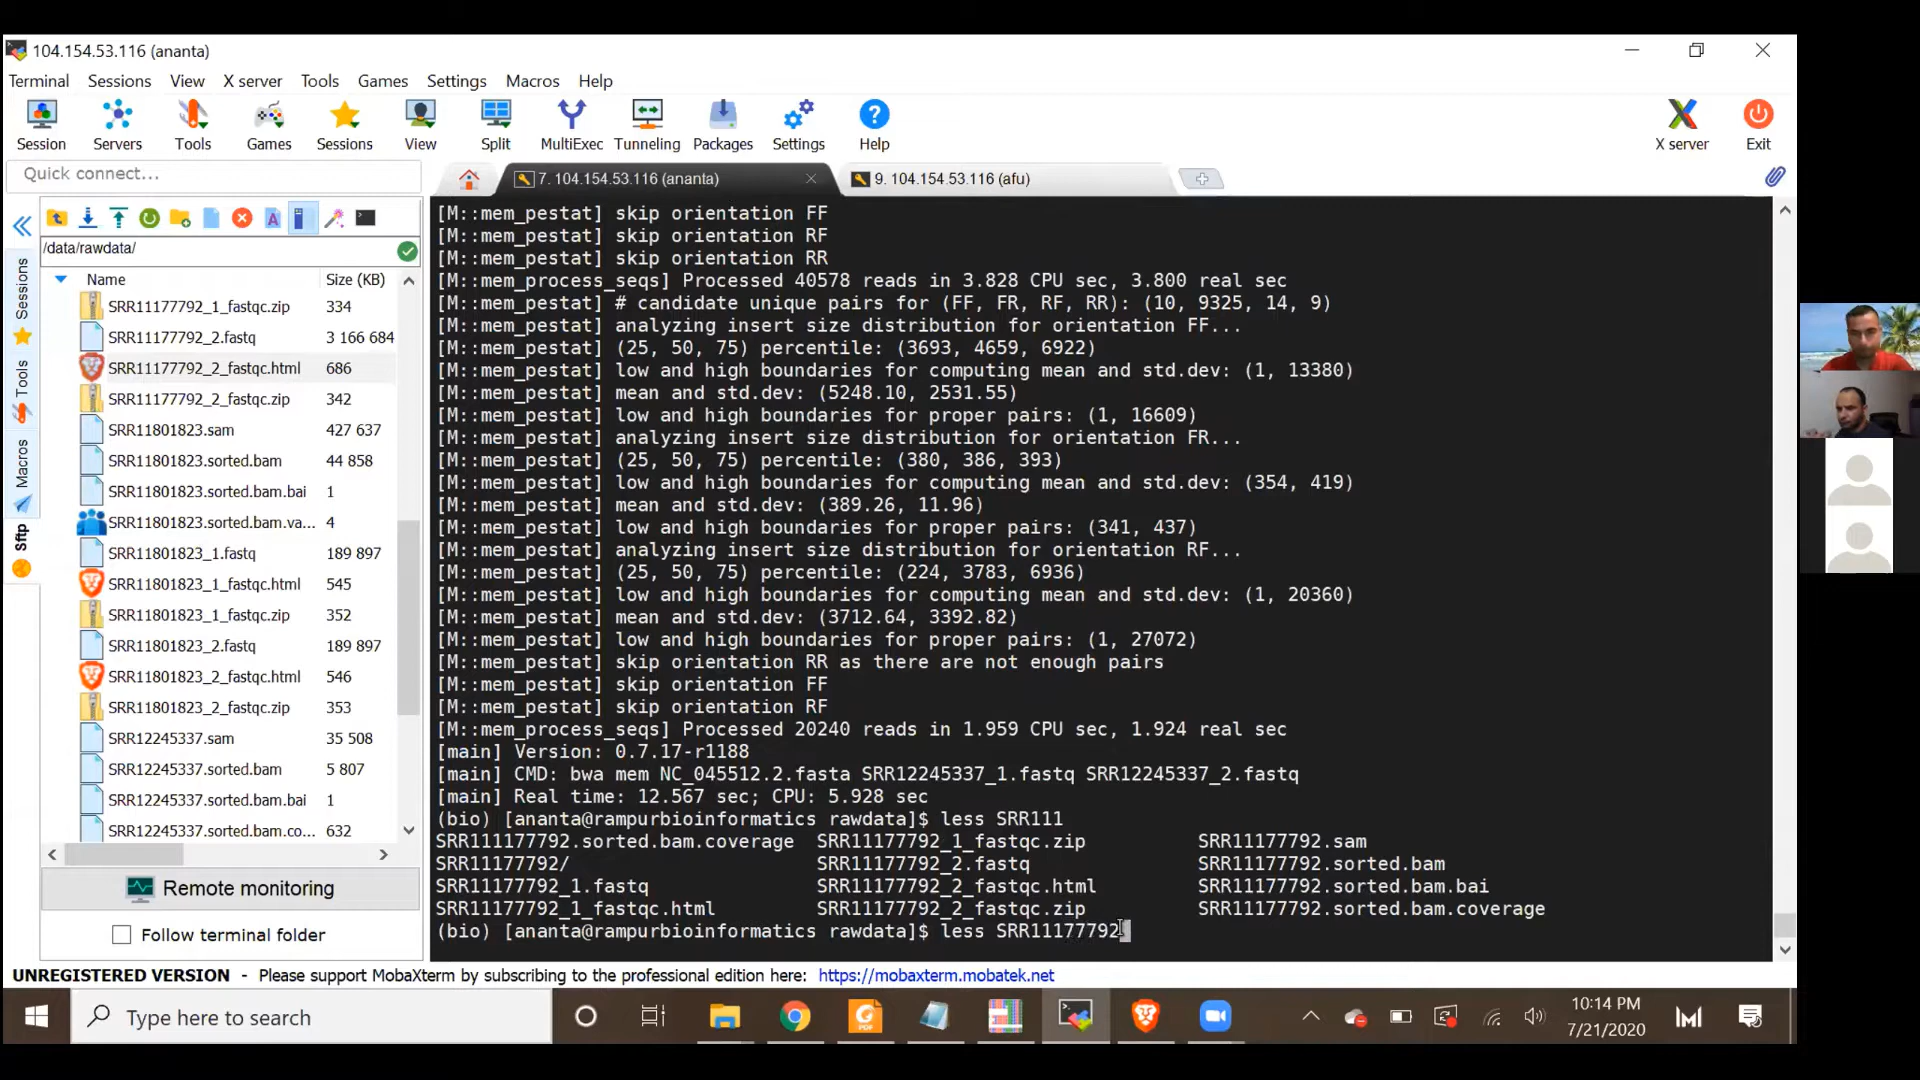 104.154.53.116 (ananta)
Terminal Sessions View X server Tools Games Settings Macros Help
Session Servers Tools Games Sessions View Split MultiExec Tunneling Packages Settings Help X server Exit
Quick connect...
7. 104.154.53.116 (ananta)
9. 104.154.53.116 (afu)
/data/rawdata/
Name Size (KB)
SRR11177792_1_fastqc.zip 334
SRR11177792_2.fastq 3 166 684
SRR11177792_2_fastqc.html 686
SRR11177792_2_fastqc.zip 342
SRR11801823.sam 427 637
SRR11801823.sorted.bam 44 858
SRR11801823.sorted.bam.bai 1
SRR11801823.sorted.bam.va... 4
SRR11801823_1.fastq 189 897
SRR11801823_1_fastqc.html 545
SRR11801823_1_fastqc.zip 352
SRR11801823_2.fastq 189 897
SRR11801823_2_fastqc.html 546
SRR11801823_2_fastqc.zip 353
SRR12245337.sam 35 508
SRR12245337.sorted.bam 5 807
SRR12245337.sorted.bam.bai 1
SRR12245337.sorted.bam.co... 632
Sessions
Tools
Macros
Sftp
Remote monitoring
Follow terminal folder
[M::mem_pestat] skip orientation FF
[M::mem_pestat] skip orientation RF
[M::mem_pestat] skip orientation RR
[M::mem_process_seqs] Processed 40578 reads in 3.828 CPU sec, 3.800 real sec
[M::mem_pestat] # candidate unique pairs for (FF, FR, RF, RR): (10, 9325, 14, 9)
[M::mem_pestat] analyzing insert size distribution for orientation FF...
[M::mem_pestat] (25, 50, 75) percentile: (3693, 4659, 6922)
[M::mem_pestat] low and high boundaries for computing mean and std.dev: (1, 13380)
[M::mem_pestat] mean and std.dev: (5248.10, 2531.55)
[M::mem_pestat] low and high boundaries for proper pairs: (1, 16609)
[M::mem_pestat] analyzing insert size distribution for orientation FR...
[M::mem_pestat] (25, 50, 75) percentile: (380, 386, 393)
[M::mem_pestat] low and high boundaries for computing mean and std.dev: (354, 419)
[M::mem_pestat] mean and std.dev: (389.26, 11.96)
[M::mem_pestat] low and high boundaries for proper pairs: (341, 437)
[M::mem_pestat] analyzing insert size distribution for orientation RF...
[M::mem_pestat] (25, 50, 75) percentile: (224, 3783, 6936)
[M::mem_pestat] low and high boundaries for computing mean and std.dev: (1, 20360)
[M::mem_pestat] mean and std.dev: (3712.64, 3392.82)
[M::mem_pestat] low and high boundaries for proper pairs: (1, 27072)
[M::mem_pestat] skip orientation RR as there are not enough pairs
[M::mem_pestat] skip orientation FF
[M::mem_pestat] skip orientation RF
[M::mem_process_seqs] Processed 20240 reads in 1.959 CPU sec, 1.924 real sec
[main] Version: 0.7.17-r1188
[main] CMD: bwa mem NC_045512.2.fasta SRR12245337_1.fastq SRR12245337_2.fastq
[main] Real time: 12.567 sec; CPU: 5.928 sec
(bio) [ananta@rampurbioinformatics rawdata]$ less SRR111
SRR111177792.sorted.bam.coverage SRR11177792_1_fastqc.zip SRR11177792.sam
SRR11177792/ SRR11177792_2.fastq SRR11177792.sorted.bam
SRR11177792_1.fastq SRR11177792_2_fastqc.html SRR11177792.sorted.bam.bai
SRR11177792_1_fastqc.html SRR11177792_2_fastqc.zip SRR11177792.sorted.bam.coverage
(bio) [ananta@rampurbioinformatics rawdata]$ less SRR11177792
UNREGISTERED VERSION - Please support MobaXterm by subscribing to the professional edition here: https://mobaxterm.mobatek.net
Type here to search
PDF
10:14 PM
7/21/2020